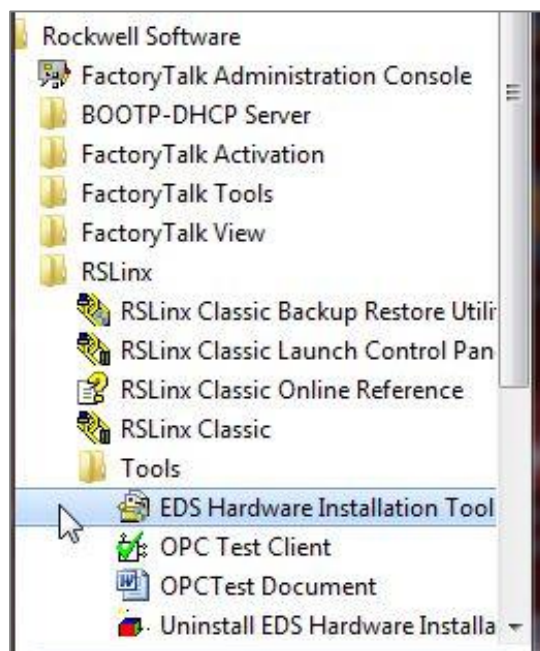 Rockwell Software
FactoryTalk Administration Console
BOOTP-DHCP Server
FactoryTalk Activation
FactoryTalk Tools
FactoryTalk View
RSLinx
RSLinx Classic Backup Restore Utili
RSLinx Classic Launch Control Pan
RSLinx Classic Online Reference
RSLinx Classic
Tools
EDS Hardware Installation Tool
OPC Test Client
OPCTest Document
Uninstall EDS Hardware Installa